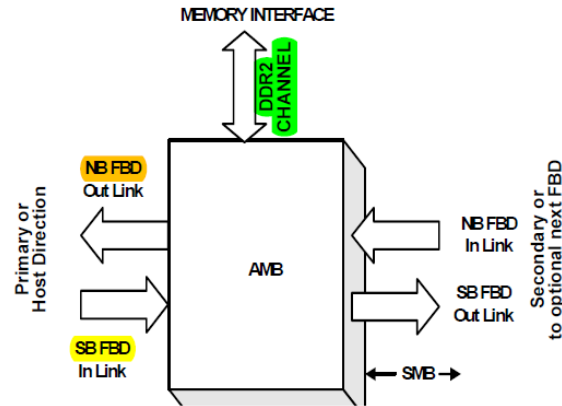 MEMORY INTERFACE
DDR2
CHANNEL
NB FBD
Out Link
Primary or
Host Direction
AMB
NB FBD
In Link
Secondary or
to optional next FBD
SB FBD
In Link
SB FBD
Out Link
SMB